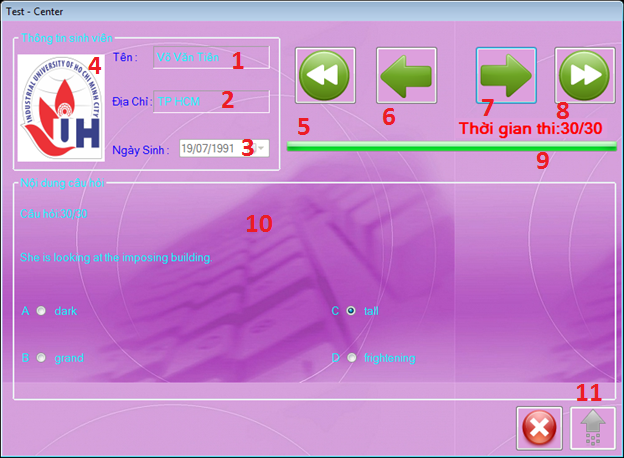 Test - Center
Thông tin sinh viên
INDUSTRIAL UNIVERSITY OF HO CHI MINH CITY
IUH
4
Tên :
Võ Văn Tiến
1
Địa Chỉ :
TP HCM
2
Ngày Sinh :
19/07/1991
3
5
6
7
8
Thời gian thi:30/30
9
Nội dung câu hỏi
Câu hỏi:30/30
10
She is looking at the imposing building.
A dark
C tall
B grand
D frightening
11